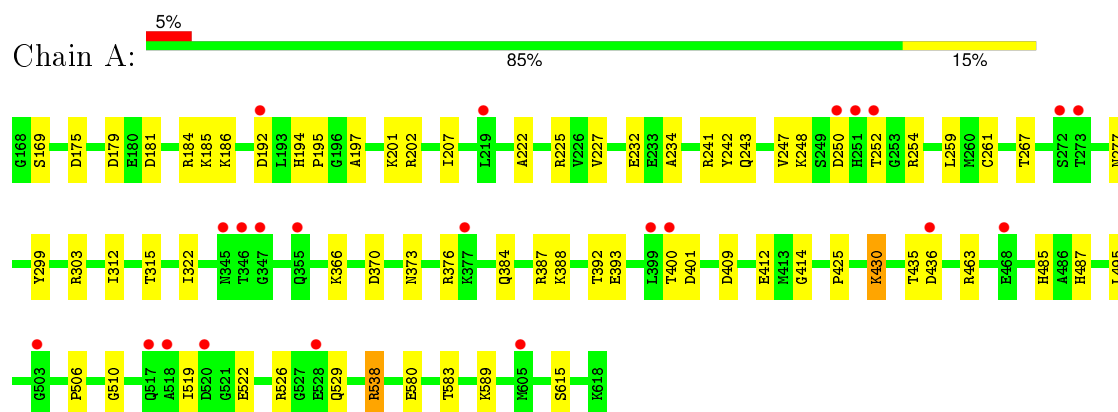 5%
Chain A:
85%
15%
G168 S169 D175 D179 E180 D181 R184 K185 K186 D192 L193 H194 P195 G196 A197 K201 R202 I207 L219 A222 R225 V226 V227 E232 E233 A234 R241 Y242 Q243 V247 K248 S249 D250 H251 T252 G253 R254 L259 M260 C261 T267 S272 T273 N277
Y299 R303 I312 T315 I322 N345 T346 G347 Q355 K366 D370 N373 R376 K377 Q384 R387 K388 T392 E393 L399 T400 D401 D409 E412 M413 G414 P425 K430 T435 D436 R463 E468 H485 A486 H487 L495
G503 P506 G510 Q517 A518 I519 D520 G521 E522 R526 G527 E528 Q529 R538 E580 T583 K589 M605 S615 K618